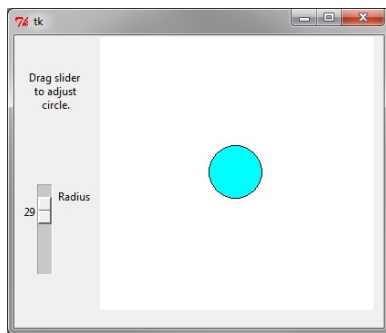 tk
Drag slider
to adjust
circle.
Radius
29